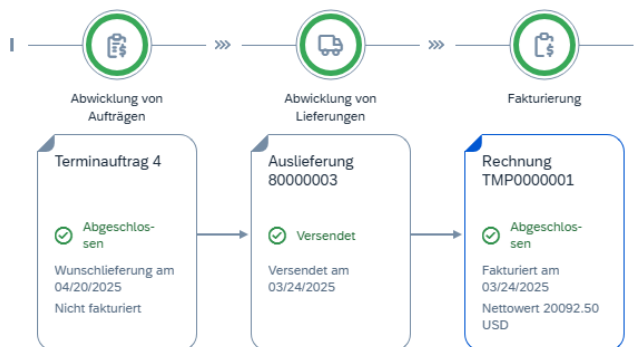 Abwicklung von
Aufträgen
Abwicklung von
Lieferungen
Fakturierung
Terminauftrag 4
Abgeschlos-
sen
Wunschlieferung am
04/20/2025
Nicht fakturiert
Auslieferung
80000003
Versendet
Versendet am
03/24/2025
Rechnung
TMP0000001
Abgeschlos-
sen
Fakturiert am
03/24/2025
Nettowert 20092.50
USD